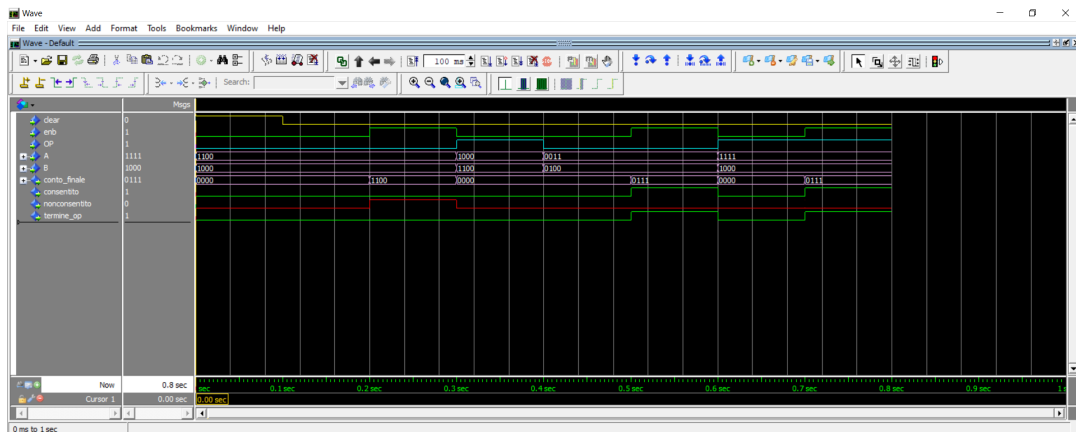 Wave
File Edit View Add Format Tools Bookmarks Window Help
Wave - Default
100 ms
Search:
Msgs
clear 0
enb 1
OP 1
A 1111 1100 1000 0011 1111
B 1000 1000 1100 0100 1000
conto_finale 0111 0000 1100 0000 0111 0000 0111
consentito 1
nonconsentito 0
termine_op 1
Now 0.8 sec sec 0.1 sec 0.2 sec 0.3 sec 0.4 sec 0.5 sec 0.6 sec 0.7 sec 0.8 sec 0.9 sec 1 s
Cursor 1 0.00 sec 0.00 sec
0 ms to 1 sec